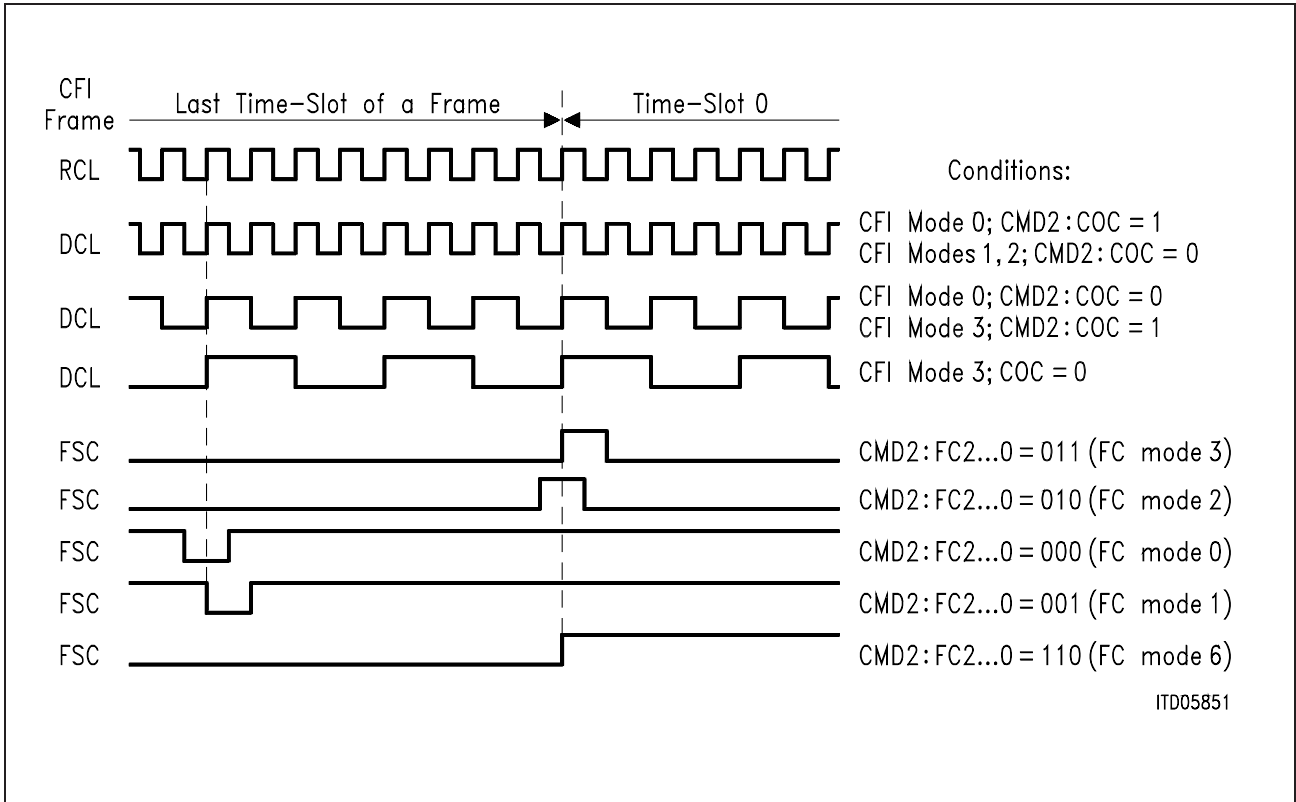 CFI
Frame
Last Time-Slot of a Frame
Time-Slot 0
RCL
Conditions:
DCL
CFI Mode 0; CMD2:COC = 1
CFI Modes 1, 2; CMD2: COC = 0
DCL
CFI Mode 0; CMD2:COC = 0
CFI Mode 3; CMD2:COC = 1
DCL
CFI Mode 3; COC = 0
FSC
CMD2:FC2...0 = 011 (FC mode 3)
FSC
CMD2:FC2...0 = 010 (FC mode 2)
FSC
CMD2:FC2...0 = 000 (FC mode 0)
FSC
CMD2:FC2...0 = 001 (FC mode 1)
FSC
CMD2:FC2...0 = 110 (FC mode 6)
ITD05851